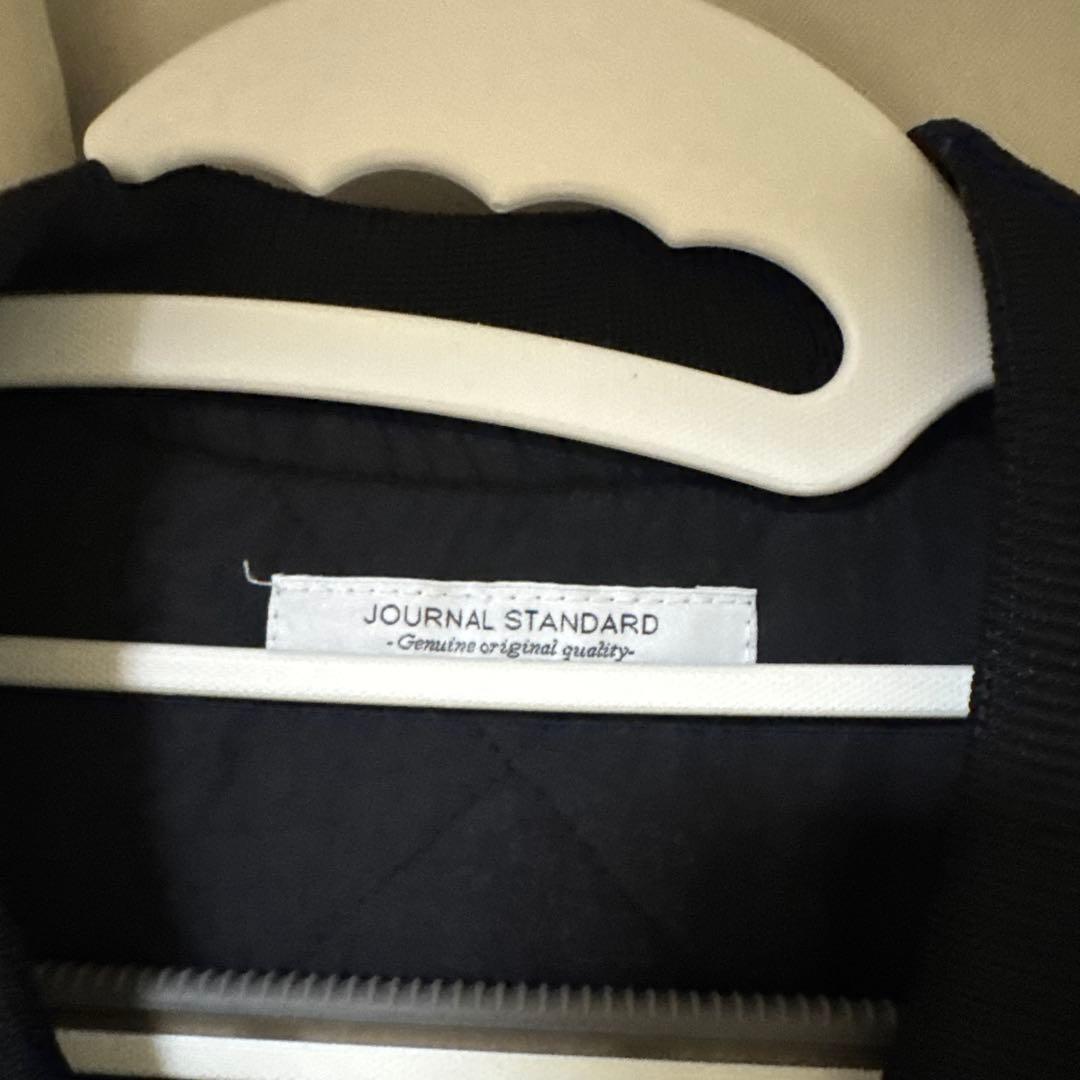 JOURNAL STANDARD
-Genuine original quality-